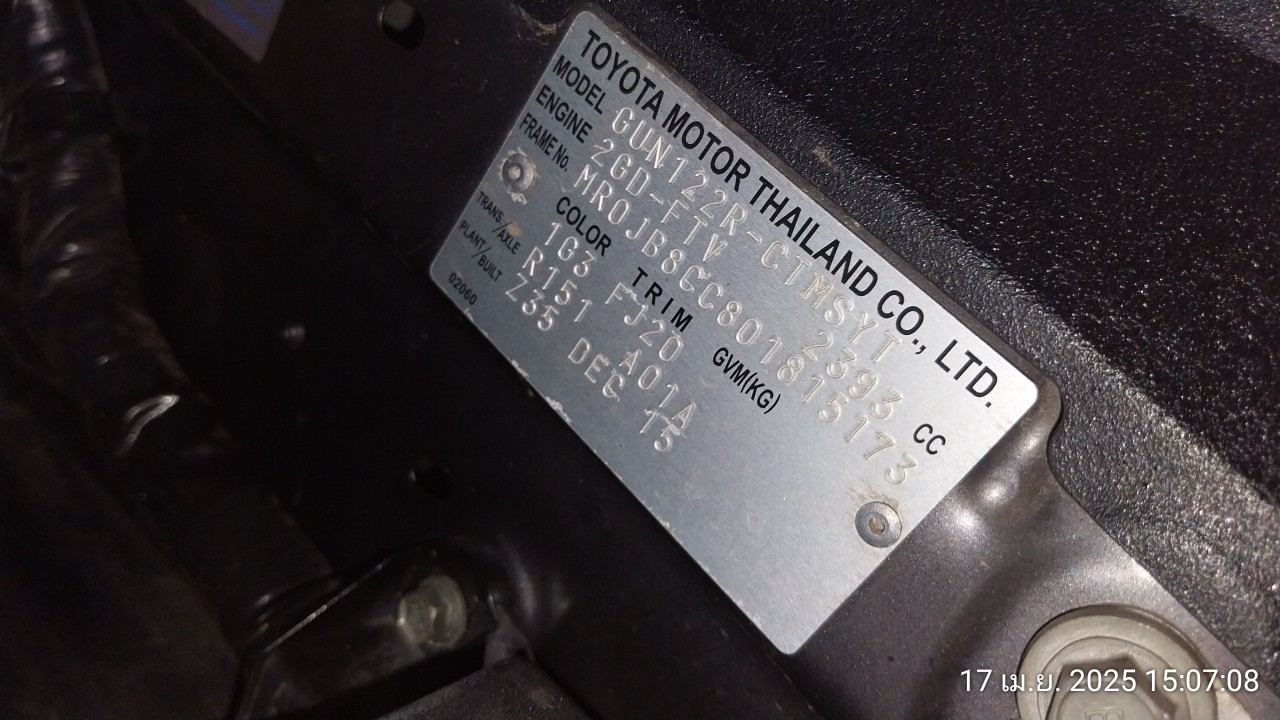 TOYOTA MOTOR THAILAND CO., LTD.
MODEL GUN122R-CTMSYT
ENGINE 2GD-FTV 2393 CC
FRAME No. MR0JB8CC801815173
COLOR TRIM GVM(KG)
1G3 FJ20
TRANS/AXLE R151 A01A
PLANT/BUILT Z35 DEC 15
02060
17 เม.ย. 2025 15:07:08